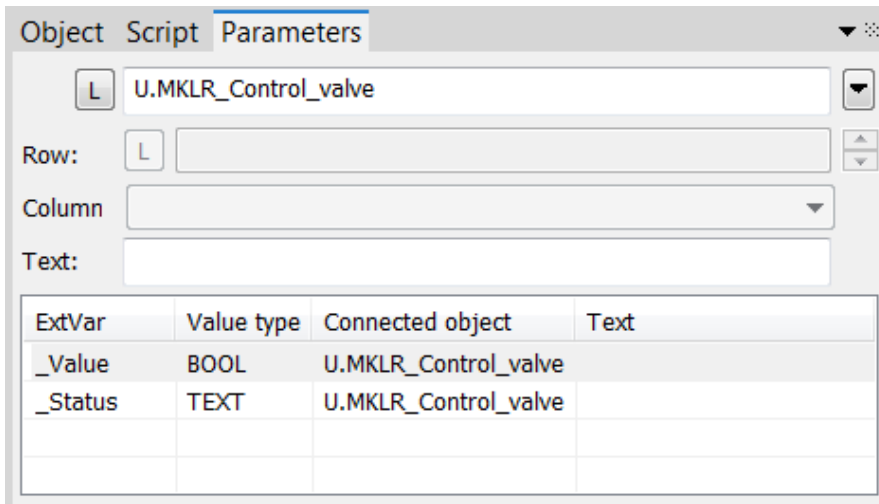 Object Script Parameters
L U.MKLR_Control_valve
Row: L
Column
Text:
ExtVar Value type Connected object Text
_Value BOOL U.MKLR_Control_valve
_Status TEXT U.MKLR_Control_valve